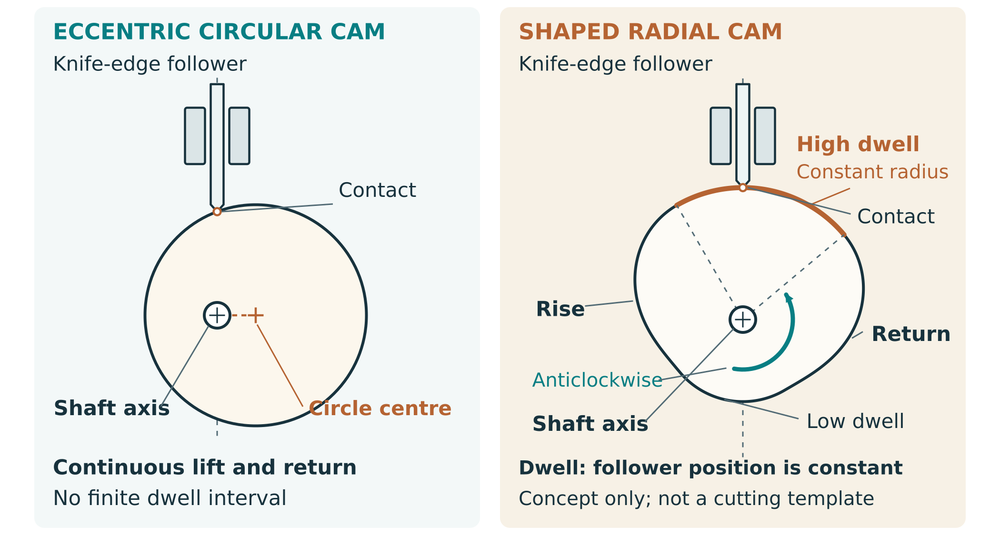 ECCENTRIC CIRCULAR CAM
Knife-edge follower
Contact
Shaft axis
Circle centre
Continuous lift and return
No finite dwell interval
SHAPED RADIAL CAM
Knife-edge follower
High dwell
Constant radius
Contact
Rise
Return
Anticlockwise
Shaft axis
Low dwell
Dwell: follower position is constant
Concept only; not a cutting template